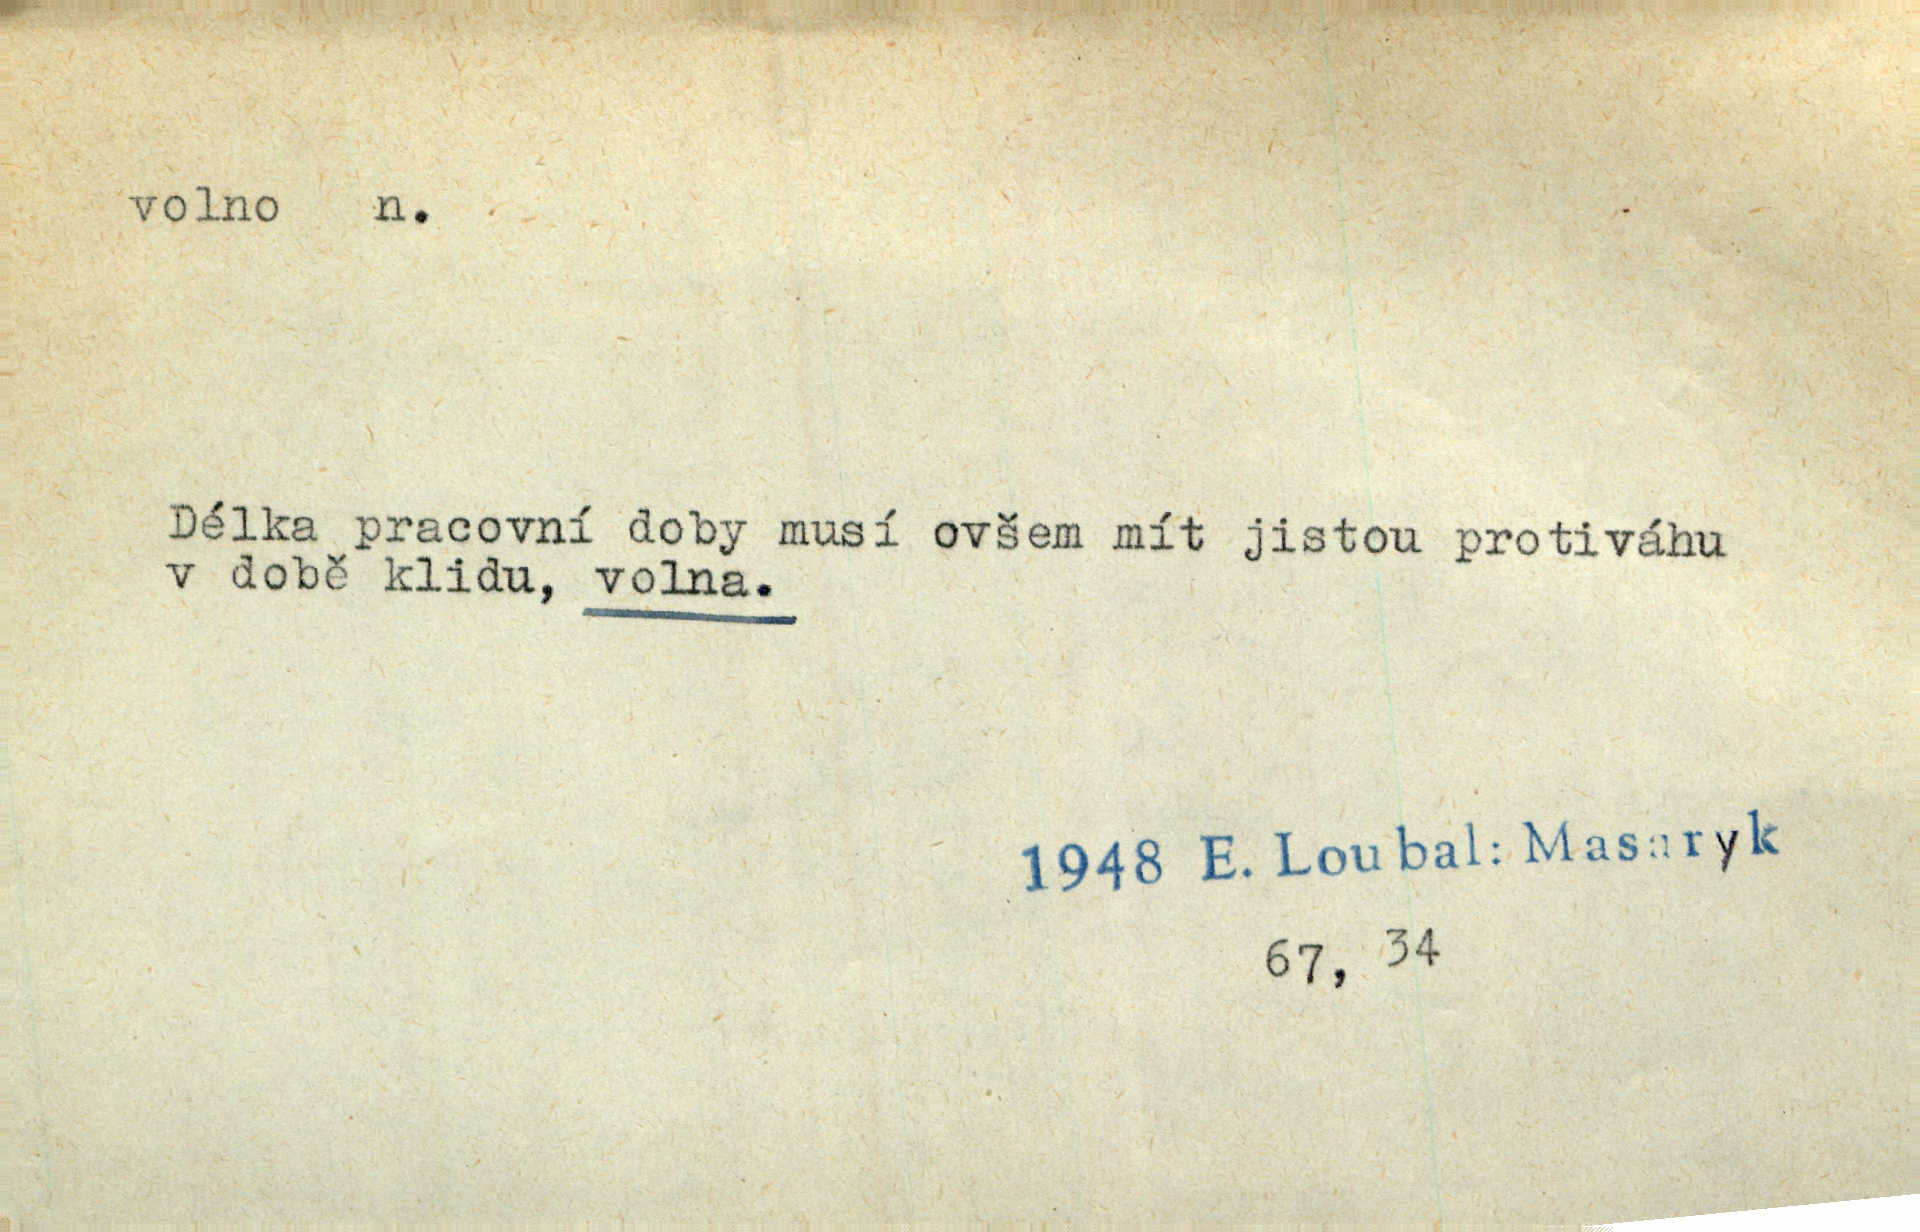 volno n.
Délka pracovní doby musí ovšem mít jistou protiváhu
v době klidu, volna.
1948 E. Loubal: Masaryk
67, 34